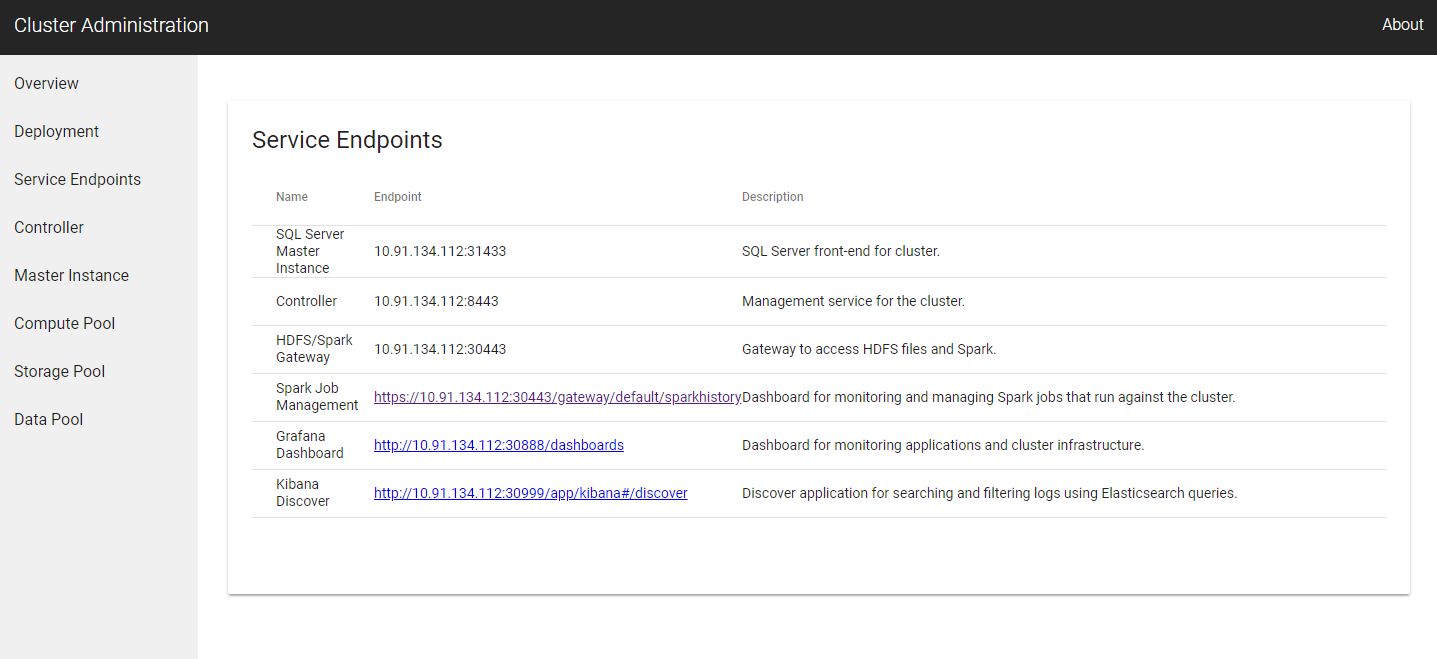 Cluster Administration
About
Overview
Deployment
Service Endpoints
Controller
Master Instance
Compute Pool
Storage Pool
Data Pool
Service Endpoints
Name Endpoint Description
SQL Server
Master
Instance
10.91.134.112:31433
SQL Server front-end for cluster.
Controller
10.91.134.112:8443
Management service for the cluster.
HDFS/Spark
Gateway
10.91.134.112:30443
Gateway to access HDFS files and Spark.
Spark Job
Management
https://10.91.134.112:30443/gateway/default/sparkhistory
Dashboard for monitoring and managing Spark jobs that run against the cluster.
Grafana
Dashboard
http://10.91.134.112:30888/dashboards
Dashboard for monitoring applications and cluster infrastructure.
Kibana
Discover
http://10.91.134.112:30999/app/kibana#/discover
Discover application for searching and filtering logs using Elasticsearch queries.